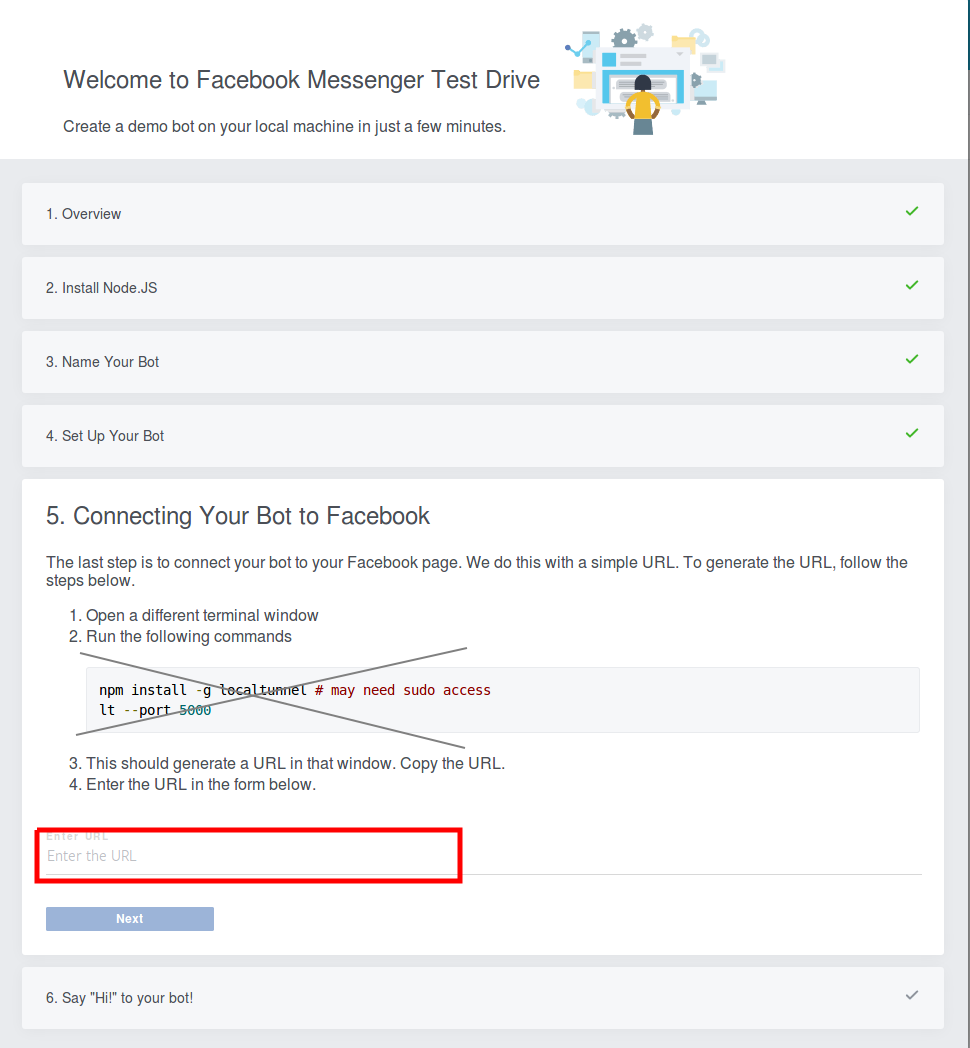 Welcome to Facebook Messenger Test Drive
Create a demo bot on your local machine in just a few minutes.
1. Overview
2. Install Node.JS
3. Name Your Bot
4. Set Up Your Bot
5. Connecting Your Bot to Facebook
The last step is to connect your bot to your Facebook page. We do this with a simple URL. To generate the URL, follow the
steps below.
1. Open a different terminal window
2. Run the following commands
npm install -g localtunnel # may need sudo access
lt --port 5000
3. This should generate a URL in that window. Copy the URL.
4. Enter the URL in the form below.
Enter URL
Enter the URL
Next
6. Say "Hi!" to your bot!